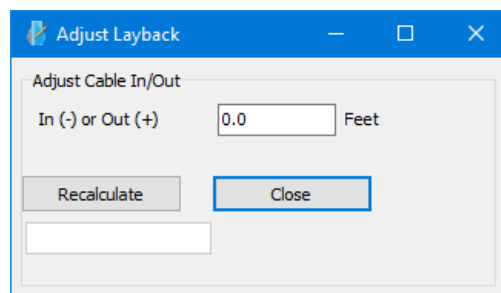 Adjust Layback
Adjust Cable In/Out
In (-) or Out (+) 0.0 Feet
Recalculate Close